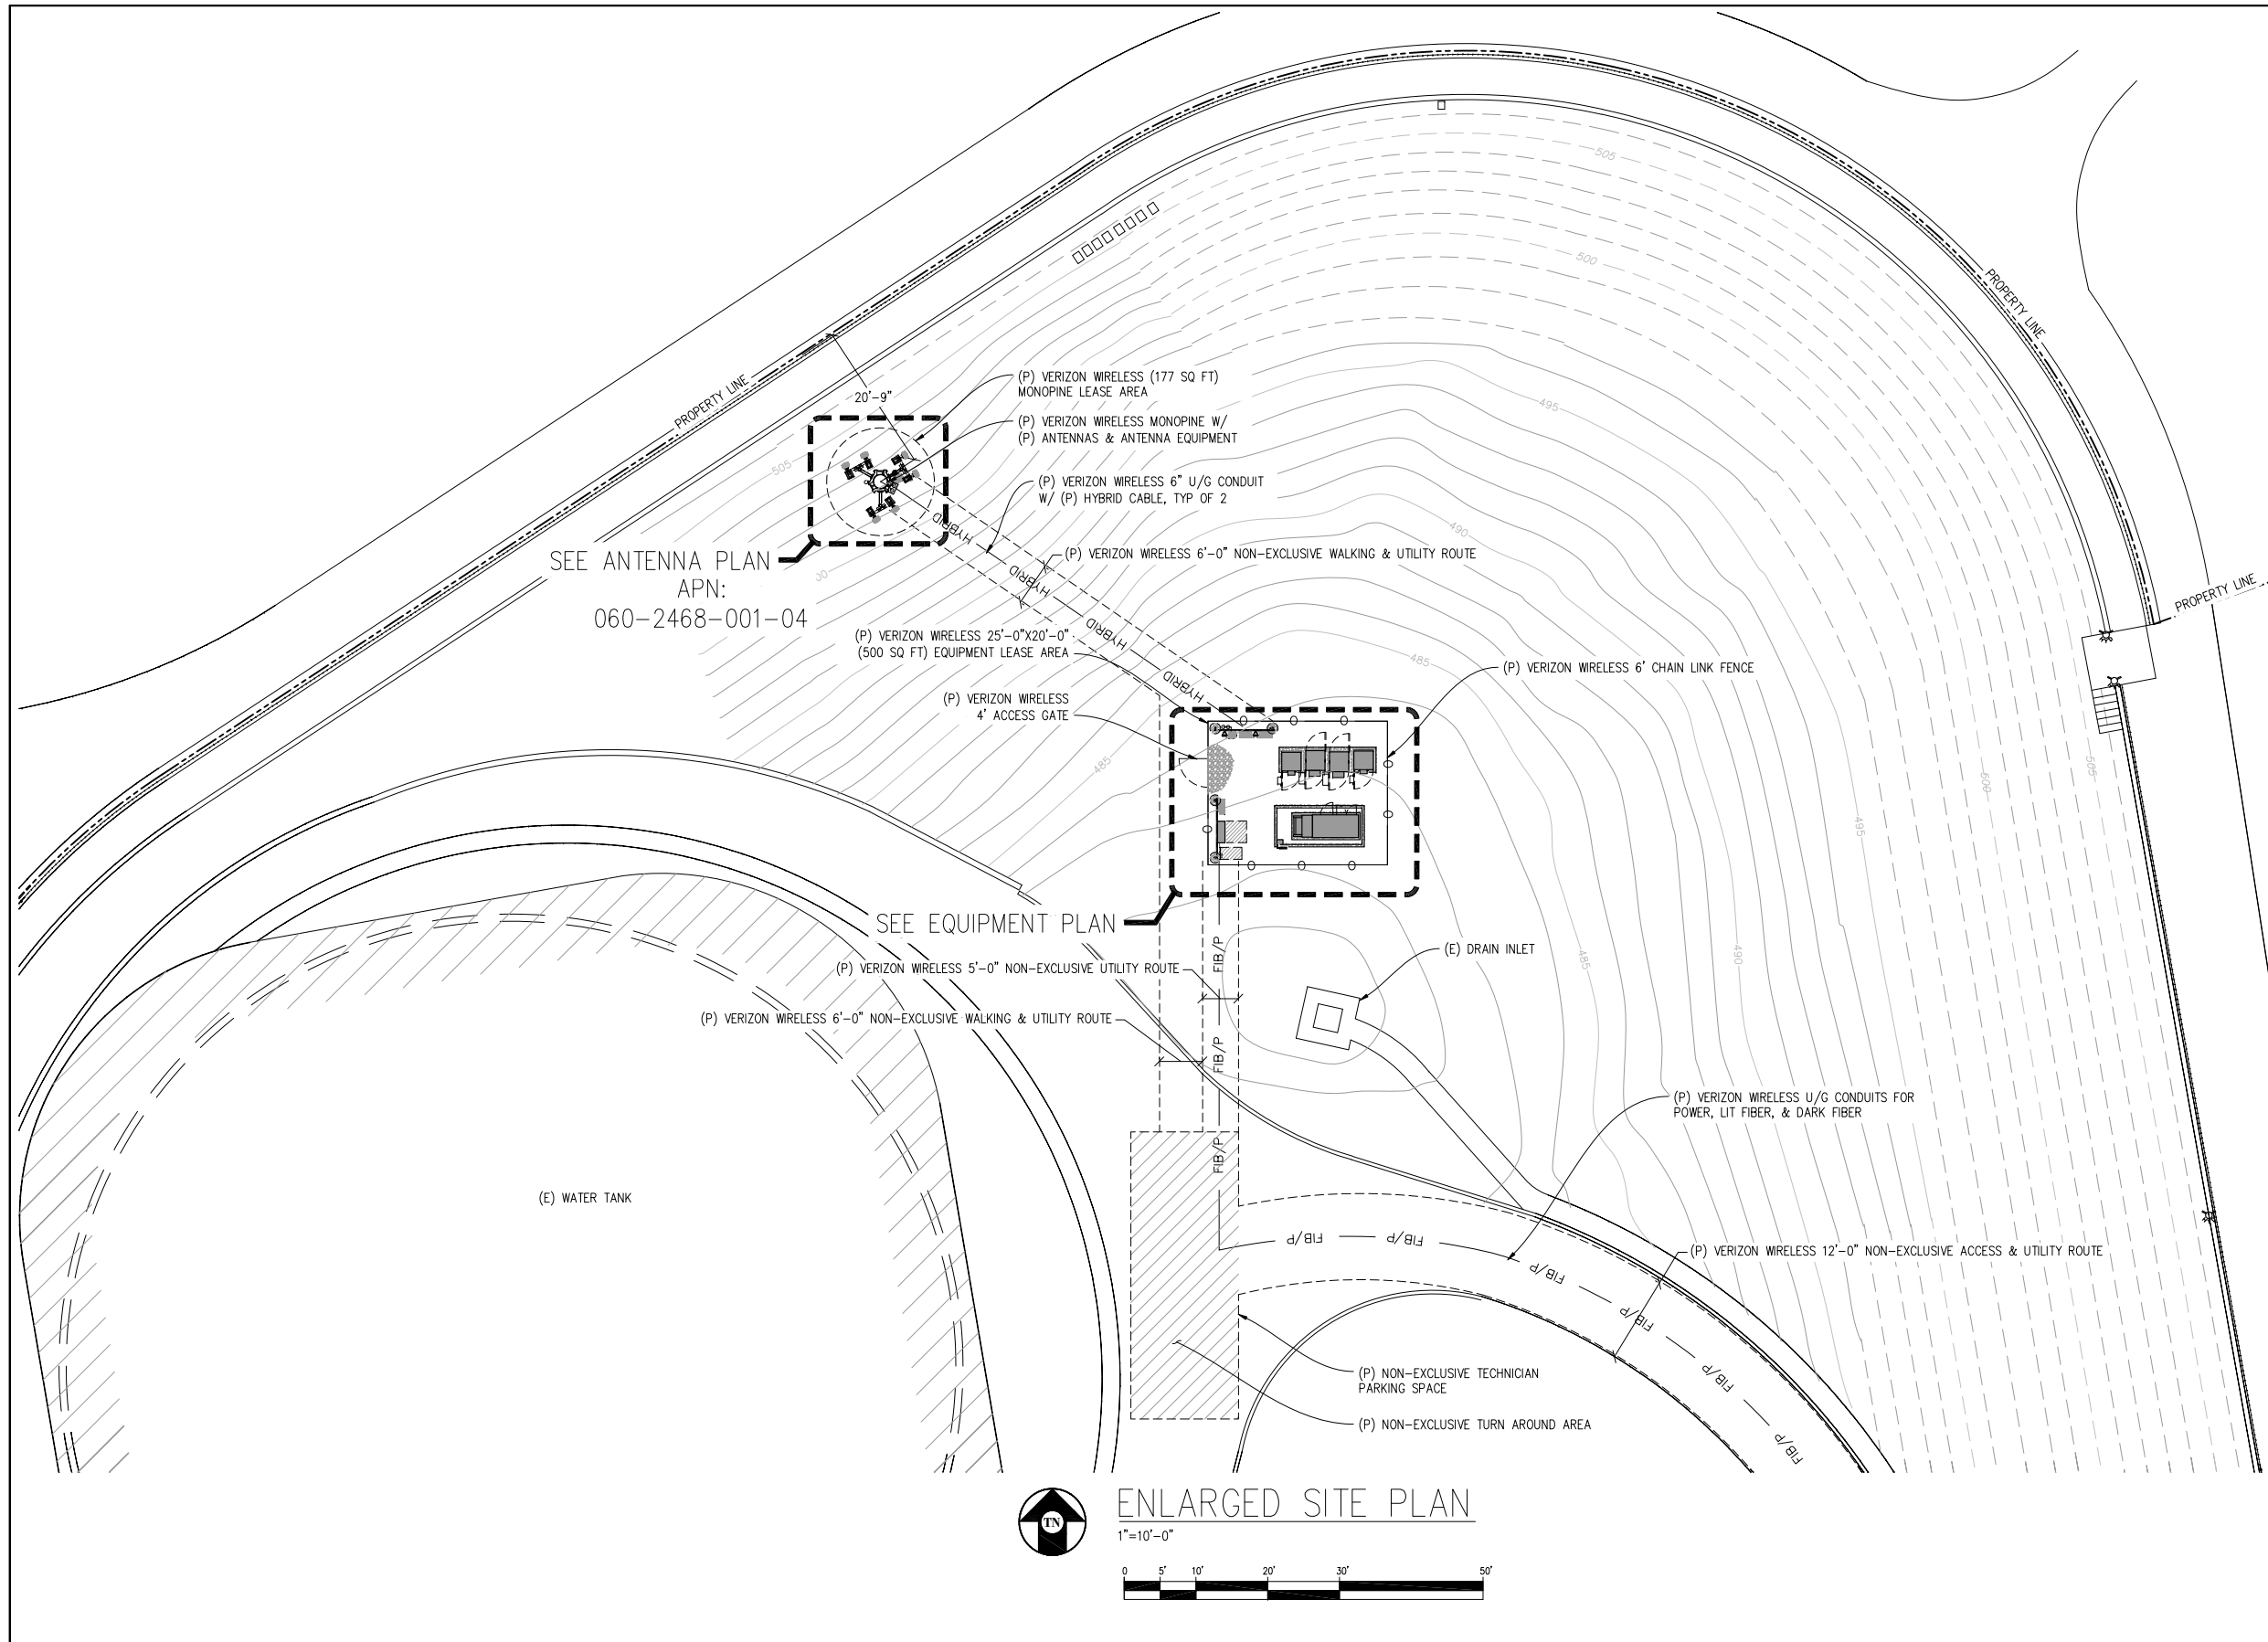 505
500
PROPERTY LINE
PROPERTY LINE
20'-9"
(P) VERIZON WIRELESS (177 SQ FT)
MONOPINE LEASE AREA
495
(P) VERIZON WIRELESS MONOPINE W/
(P) ANTENNAS & ANTENNA EQUIPMENT
505
(P) VERIZON WIRELESS 6" U/G CONDUIT
W/ (P) HYBRID CABLE, TYP OF 2
HYBRID
490
(P) VERIZON WIRELESS 6'-0" NON-EXCLUSIVE WALKING & UTILITY ROUTE
SEE ANTENNA PLAN
APN:
060-2468-001-04
HYBRID
PROPERTY LINE
HYBRID
(P) VERIZON WIRELESS 25'-0"X20'-0"
(500 SQ FT) EQUIPMENT LEASE AREA
485
(P) VERIZON WIRELESS 6' CHAIN LINK FENCE
HYBRID
(P) VERIZON WIRELESS
4' ACCESS GATE
485
505
500
495
SEE EQUIPMENT PLAN
FIB/P
(E) DRAIN INLET
490
485
(P) VERIZON WIRELESS 5'-0" NON-EXCLUSIVE UTILITY ROUTE
(P) VERIZON WIRELESS 6'-0" NON-EXCLUSIVE WALKING & UTILITY ROUTE
FIB/P
(P) VERIZON WIRELESS U/G CONDUITS FOR
POWER, LIT FIBER, & DARK FIBER
FIB/P
(E) WATER TANK
FIB/P
FIB/P
FIB/P
(P) VERIZON WIRELESS 12'-0" NON-EXCLUSIVE ACCESS & UTILITY ROUTE
FIB/P
FIB/P
FIB/P
(P) NON-EXCLUSIVE TECHNICIAN
PARKING SPACE
(P) NON-EXCLUSIVE TURN AROUND AREA
TN
ENLARGED SITE PLAN
1"=10'-0"
0 5' 10' 20' 30' 50'